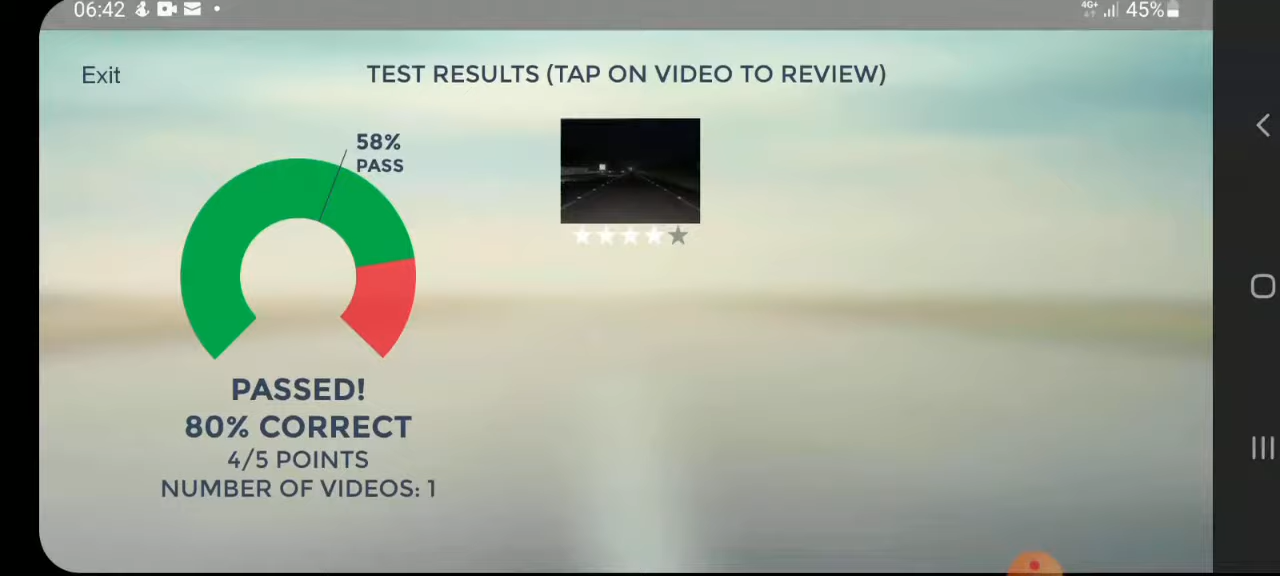 06:42
4G+
45%
Exit
TEST RESULTS (TAP ON VIDEO TO REVIEW)
58%
PASS
PASSED!
80% CORRECT
4/5 POINTS
NUMBER OF VIDEOS: 1